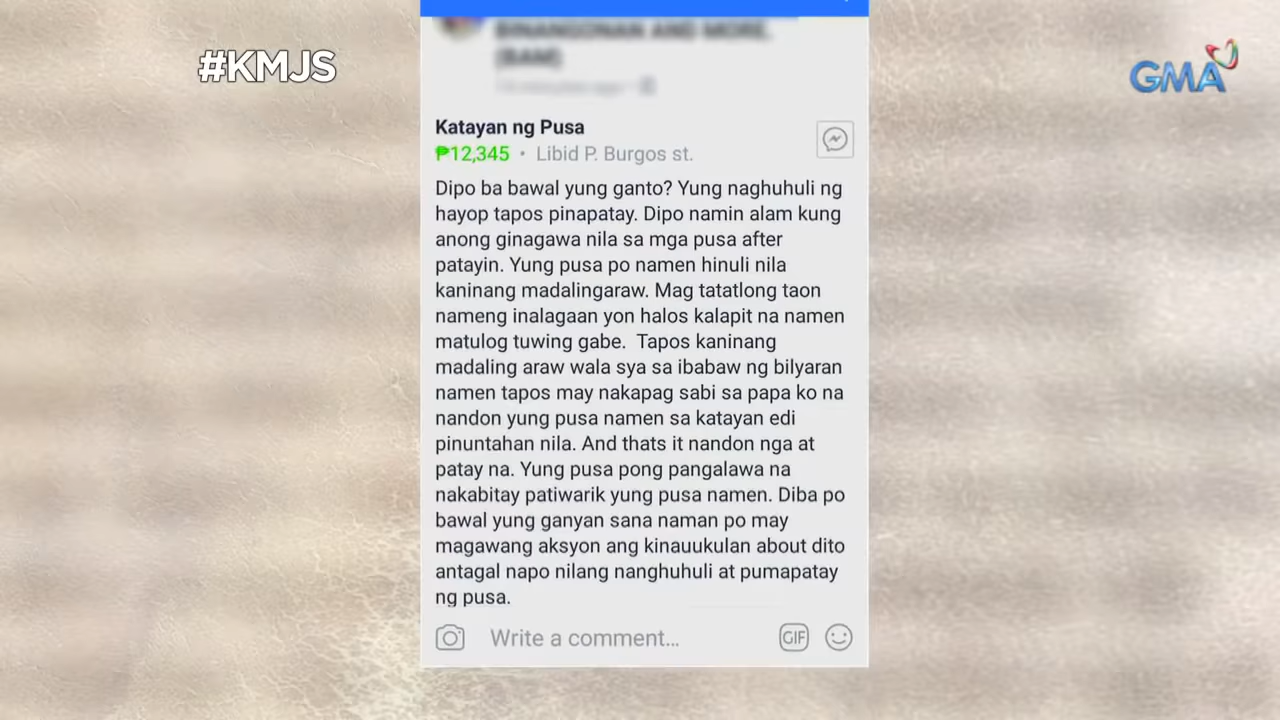 #KMJS
GMA
BINANGONAN AND MORE.
(BAM)
Katayan ng Pusa
₱12,345 • Libid P. Burgos st.
Dipo ba bawal yung ganto? Yung naghuhuli ng
hayop tapos pinapatay. Dipo namin alam kung
anong ginagawa nila sa mga pusa after
patayin. Yung pusa po namen hinuli nila
kaninang madalingaraw. Mag tatatlong taon
nameng inalagaan yon halos kalapit na namen
matulog tuwing gabe.  Tapos kaninang
madaling araw wala sya sa ibabaw ng bilyaran
namen tapos may nakapag sabi sa papa ko na
nandon yung pusa namen sa katayan edi
pinuntahan nila. And thats it nandon nga at
patay na. Yung pusa pong pangalawa na
nakabitay patiwarik yung pusa namen. Diba po
bawal yung ganyan sana naman po may
magawang aksyon ang kinauukulan about dito
antagal napo nilang nanghuhuli at pumapatay
ng pusa.
Write a comment...
GIF